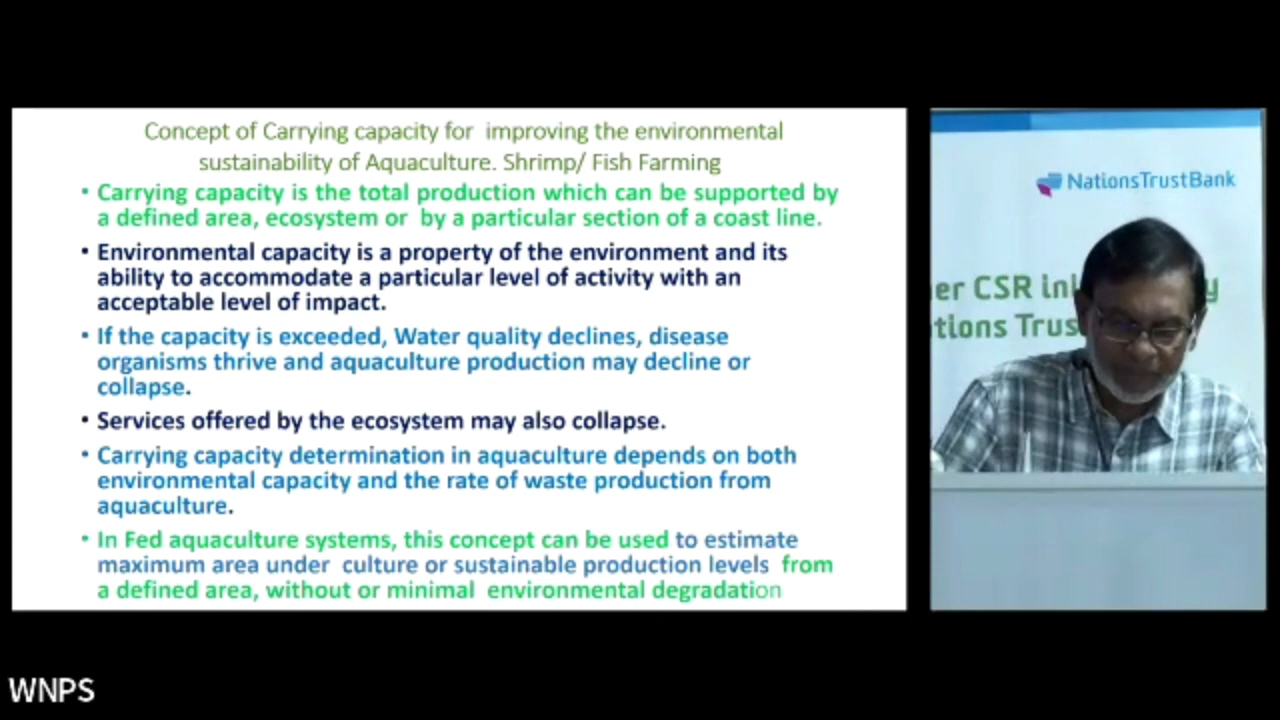 Concept of Carrying capacity for improving the environmental
sustainability of Aquaculture. Shrimp/ Fish Farming
• Carrying capacity is the total production which can be supported by
a defined area, ecosystem or by a particular section of a coast line.
• Environmental capacity is a property of the environment and its
ability to accommodate a particular level of activity with an
acceptable level of impact.
• If the capacity is exceeded, Water quality declines, disease
organisms thrive and aquaculture production may decline or
collapse.
• Services offered by the ecosystem may also collapse.
• Carrying capacity determination in aquaculture depends on both
environmental capacity and the rate of waste production from
aquaculture.
• In Fed aquaculture systems, this concept can be used to estimate
maximum area under culture or sustainable production levels from
a defined area, without or minimal environmental degradation
NationsTrustBank
er CSR
ations Trus
WNPS